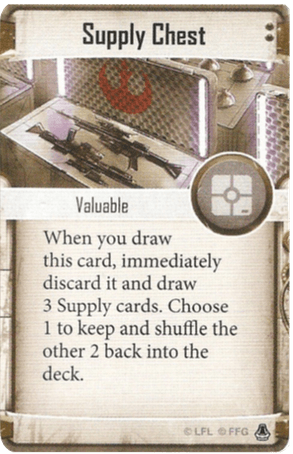 Supply Chest
Valuable
When you draw
this card, immediately
discard it and draw
3 Supply cards. Choose
1 to keep and shuffle the
other 2 back into the
deck.
© LFL © FFG